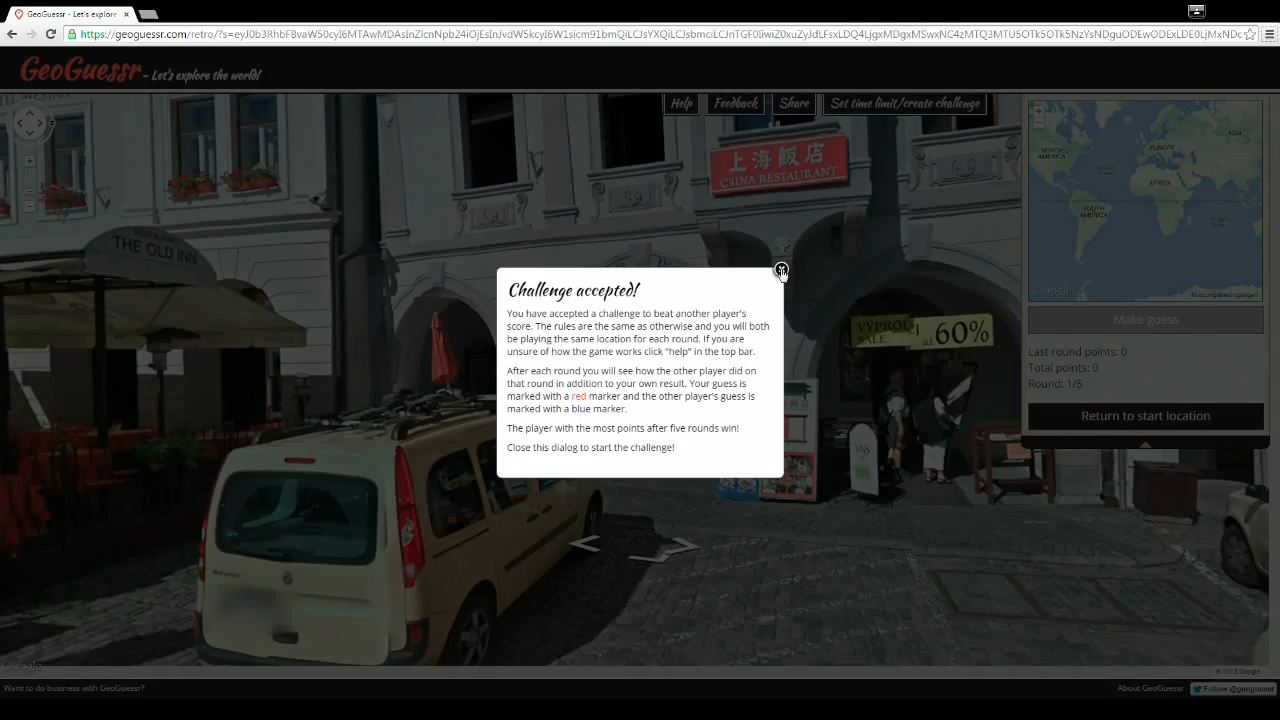 GeoGuessr - Let's explore
GeoGuessr - Let's explore the world!
Help
Feedback
Share
Set time limit/create challenge
上海飯店
CHINA RESTAURANT
THE OLD INN
SALE
až 60%
NORTH AMERICA
SOUTH AMERICA
EUROPE
ASIA
AFRICA
Google
Nutzungsbedingungen
Make guess
Last round points: 0
Total points: 0
Round: 1/5
Return to start location
Challenge accepted!
You have accepted a challenge to beat another player's
score. The rules are the same as otherwise and you will both
be playing the same location for each round. If you are
unsure of how the game works click "help" in the top bar.
After each round you will see how the other player did on
that round in addition to your own result. Your guess is
marked with a red marker and the other player's guess is
marked with a blue marker.
The player with the most points after five rounds win!
Close this dialog to start the challenge!
Google
Want to do business with GeoGuessr?
About GeoGuessr
Follow @geoguessr